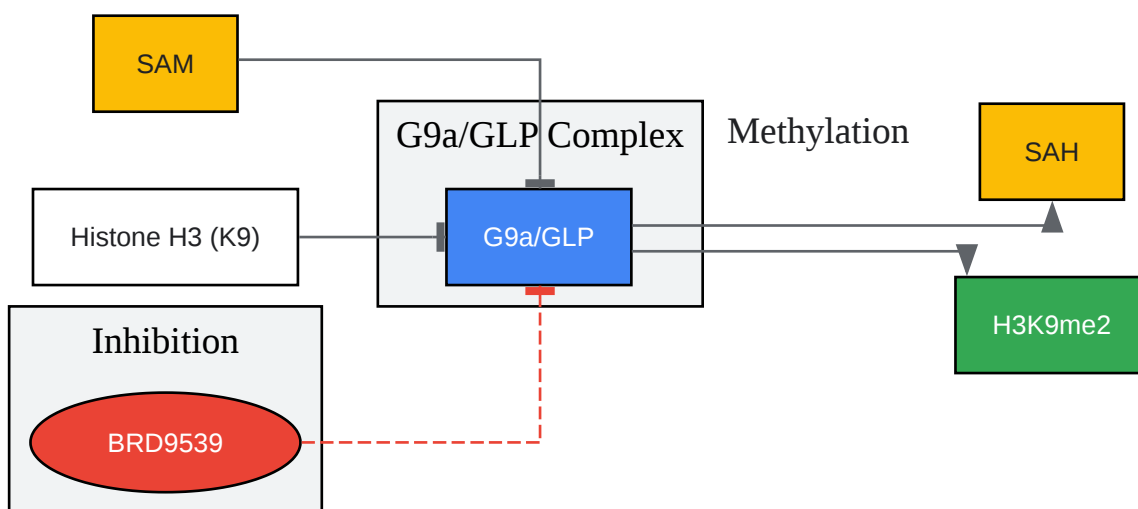 SAM
G9a/GLP Complex
Methylation
SAH
Histone H3 (K9)
G9a/GLP
H3K9me2
Inhibition
BRD9539